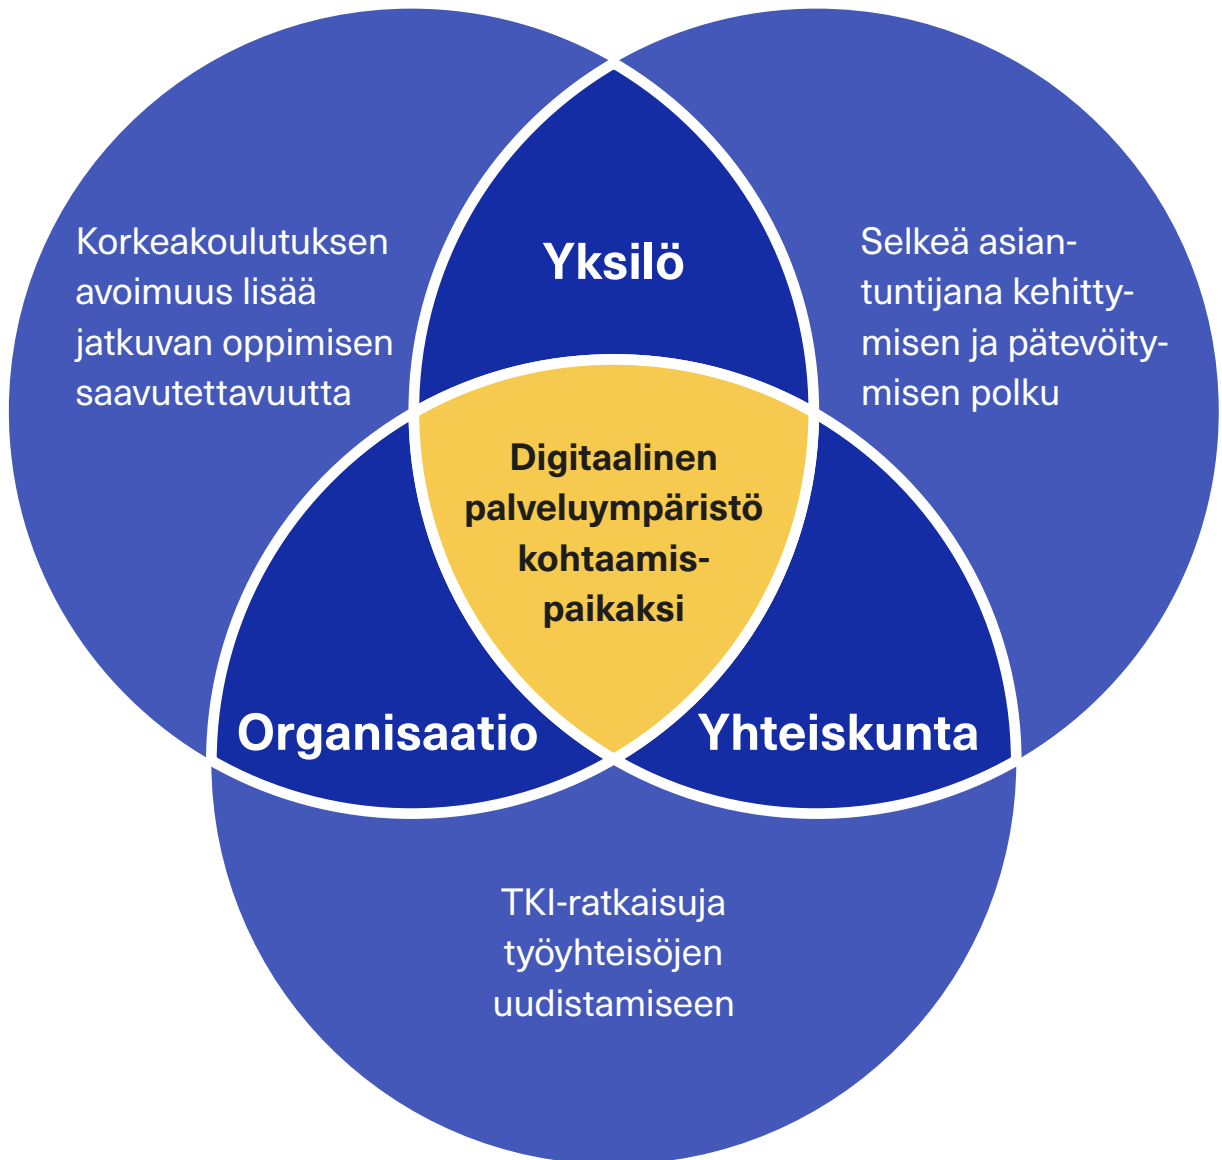 Korkeakoulutuksen
avoimuus lisää
jatkuvan oppimisen
saavutettavuutta
Yksilö
Selkeä asian-
tuntijana kehitty-
misen ja pätevöity-
misen polku
Digitaalinen
palveluympäristö
kohtaamis-
paikaksi
Organisaatio
Yhteiskunta
TKI-ratkaisuja
työyhteisöjen
uudistamiseen